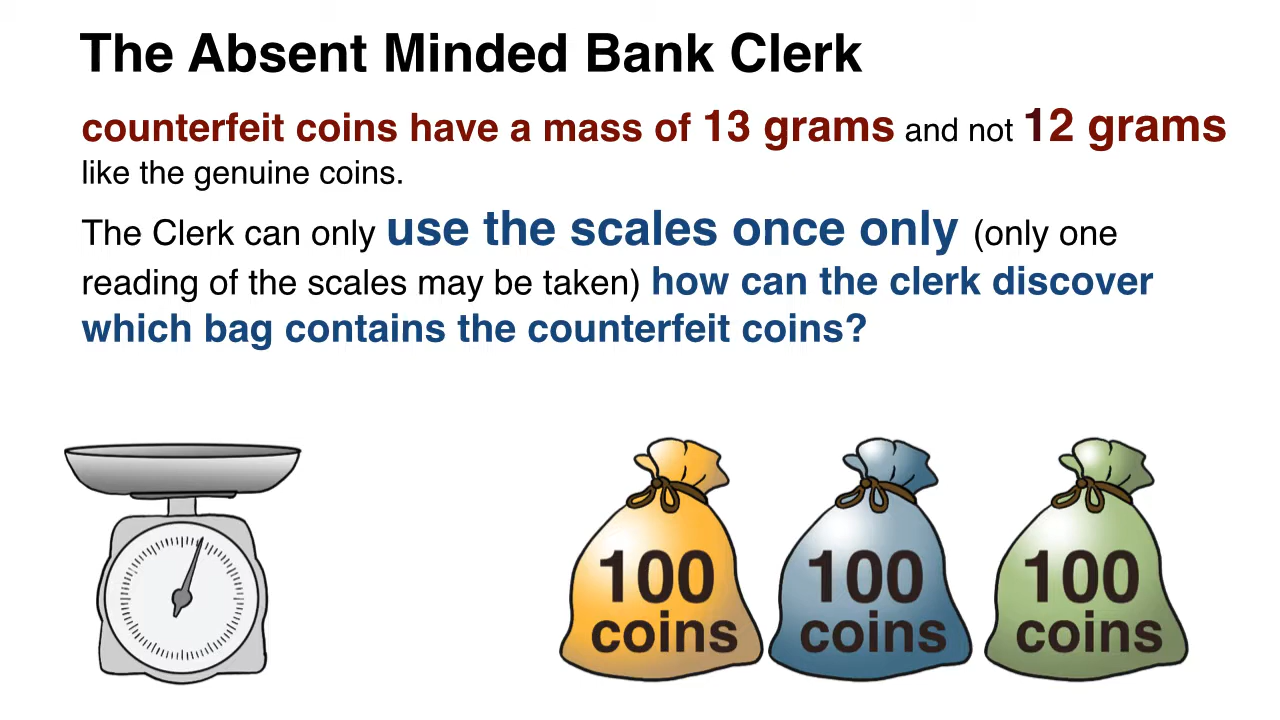 The Absent Minded Bank Clerk
counterfeit coins have a mass of 13 grams and not 12 grams
like the genuine coins.
The Clerk can only use the scales once only (only one
reading of the scales may be taken) how can the clerk discover
which bag contains the counterfeit coins?
100
coins
100
coins
100
coins